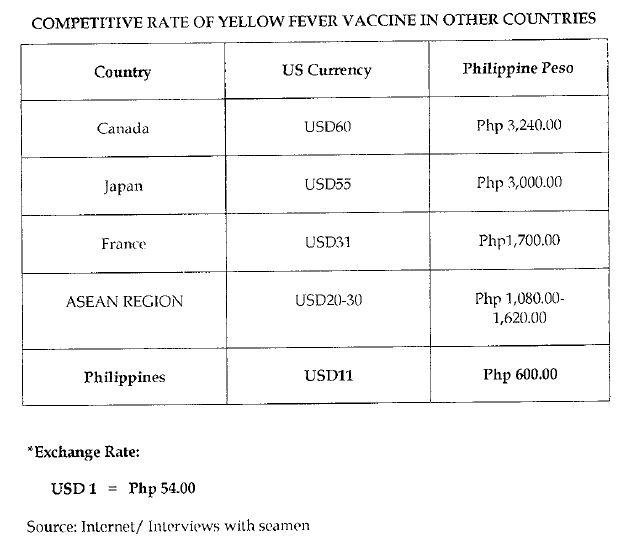 COMPETITIVE RATE OF YELLOW FEVER VACCINE IN OTHER COUNTRIES
Country US Currency Philippine Peso
Canada USD60 Php 3,240.00
Japan USD55 Php 3,000.00
France USD31 Php1,700.00
ASEAN REGION USD20-30 Php 1,080.00-
1,620.00
Philippines USD11 Php 600.00
*Exchange Rate:
USD 1 = Php 54.00
Source: Internet/ Interviews with seamen